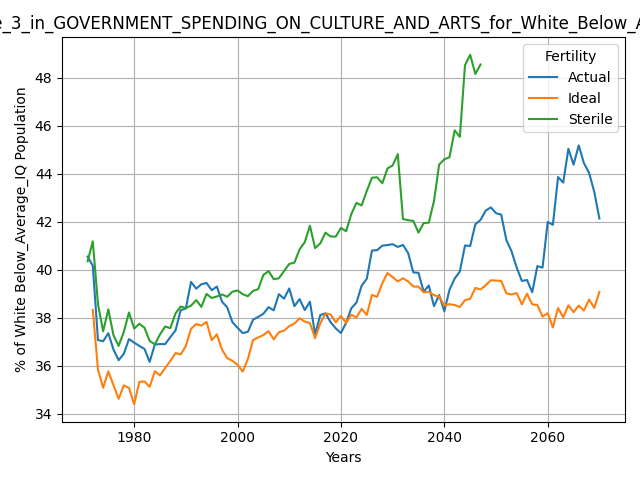 _3_in_GOVERNMENT_SPENDING_ON_CULTURE_AND_ARTS_for_White_Below_A
% of White Below_Average_IQ Population
48
46
44
42
40
38
36
34
Fertility
Actual
Ideal
Sterile
1980
2000
2020
2040
2060
Years